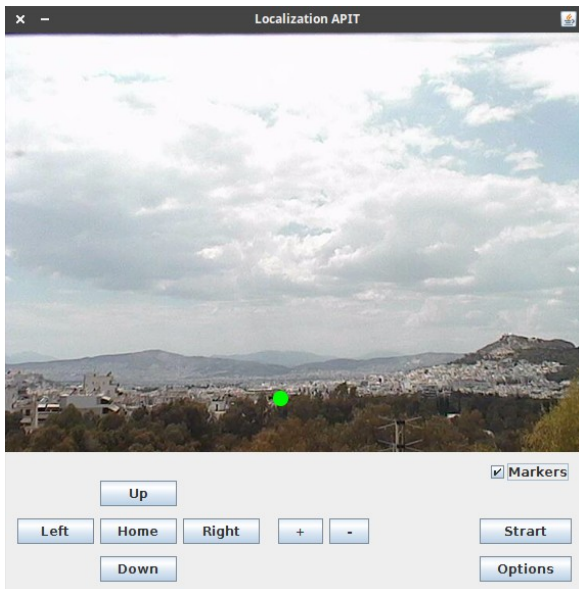 × – Localization APIT
Markers
Up
Left Home Right + - Strart
Down Options